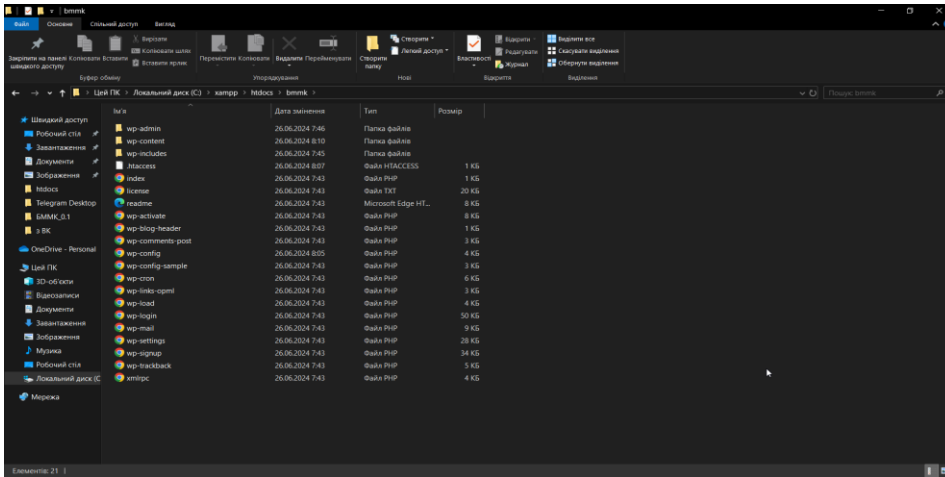 bmmk
Файл Основне Спільний доступ Вигляд
Закріпити на панелі швидкого доступу
Копіювати
Вставити
Вирізати
Копіювати шлях
Вставити ярлик
Буфер обміну
Перемістити
Копіювати
Видалити
Перейменувати
Упорядкування
Створити папку
Створити
Легкий доступ
Нові
Властивості
Відкрити
Редагувати
Журнал
Відкриття
Виділити все
Скасувати виділення
Обернути виділення
Виділення
Цей ПК > Локальний диск (C:) > xampp > htdocs > bmmk >
Пошук: bmmk
Швидкий доступ
Робочий стіл
Завантаження
Документи
Зображення
htdocs
Telegram Desktop
БММК_0.1
з ВК
OneDrive - Personal
Цей ПК
3D-об'єкти
Відеозаписи
Документи
Завантаження
Зображення
Музика
Робочий стіл
Локальний диск (C
Мережа
Ім'я Дата змінення Тип Розмір
wp-admin 26.06.2024 7:46 Папка файлів
wp-content 26.06.2024 8:10 Папка файлів
wp-includes 26.06.2024 7:45 Папка файлів
.htaccess 26.06.2024 8:07 Файл HTACCESS 1 КБ
index 26.06.2024 7:43 Файл PHP 1 КБ
license 26.06.2024 7:43 Файл TXT 20 КБ
readme 26.06.2024 7:43 Microsoft Edge HT... 8 КБ
wp-activate 26.06.2024 7:43 Файл PHP 8 КБ
wp-blog-header 26.06.2024 7:43 Файл PHP 1 КБ
wp-comments-post 26.06.2024 7:43 Файл PHP 3 КБ
wp-config 26.06.2024 8:05 Файл PHP 4 КБ
wp-config-sample 26.06.2024 7:43 Файл PHP 3 КБ
wp-cron 26.06.2024 7:43 Файл PHP 6 КБ
wp-links-opml 26.06.2024 7:43 Файл PHP 3 КБ
wp-load 26.06.2024 7:43 Файл PHP 4 КБ
wp-login 26.06.2024 7:43 Файл PHP 50 КБ
wp-mail 26.06.2024 7:43 Файл PHP 9 КБ
wp-settings 26.06.2024 7:43 Файл PHP 28 КБ
wp-signup 26.06.2024 7:43 Файл PHP 34 КБ
wp-trackback 26.06.2024 7:43 Файл PHP 5 КБ
xmlrpc 26.06.2024 7:43 Файл PHP 4 КБ
Елементів: 21